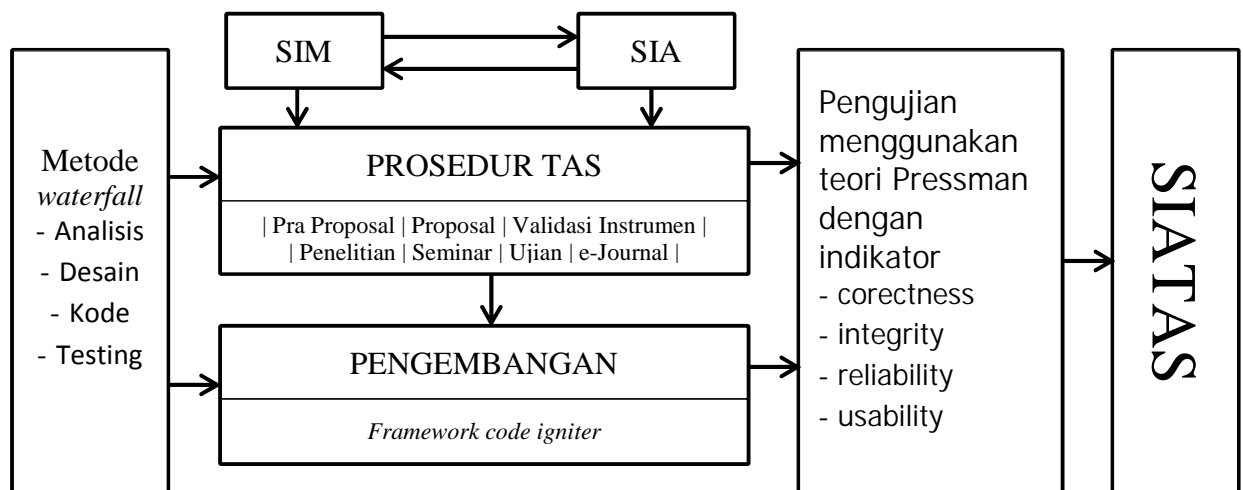 SIM
SIA
Metode
waterfall
- Analisis
- Desain
- Kode
- Testing
PROSEDUR TAS
| Pra Proposal | Proposal | Validasi Instrumen |
| Penelitian | Seminar | Ujian | e-Journal |
PENGEMBANGAN
Framework code igniter
Pengujian
menggunakan
teori Pressman
dengan
indikator
- corectness
- integrity
- reliability
- usability
SIATAS